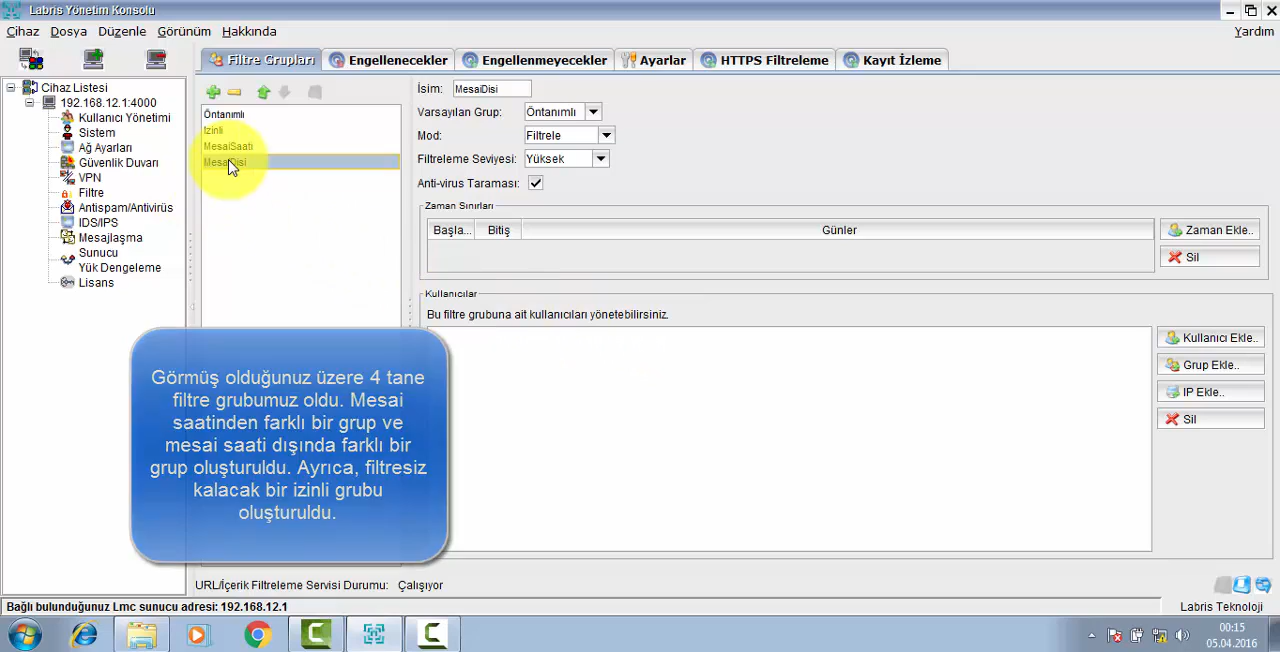 Labris Yönetim Konsolu
Cihaz Dosya Düzenle Görünüm Hakkında Yardım
Filtre Grupları Engellenecekler Engellenmeyecekler Ayarlar HTTPS Filtreleme Kayıt İzleme
Cihaz Listesi
192.168.12.1:4000
Kullanıcı Yönetimi
Sistem
Ağ Ayarları
Güvenlik Duvarı
VPN
Filtre
Antispam/Antivirüs
IDS/IPS
Mesajlaşma
Sunucu
Yük Dengeleme
Lisans
Öntanımlı
Izinli
MesaiSaati
MesaiDisi
İsim: MesaiDisi
Varsayılan Grup: Öntanımlı
Mod: Filtrele
Filtreleme Seviyesi: Yüksek
Anti-virus Taraması:
Zaman Sınırları
Başla... Bitiş Günler
Zaman Ekle..
Sil
Kullanıcılar
Bu filtre grubuna ait kullanıcıları yönetebilirsiniz.
Kullanıcı Ekle..
Grup Ekle..
IP Ekle..
Sil
Görmüş olduğunuz üzere 4 tane
filtre grubumuz oldu. Mesai
saatinden farklı bir grup ve
mesai saati dışında farklı bir
grup oluşturuldu. Ayrıca, filtresiz
kalacak bir izinli grubu
oluşturuldu.
URL/İçerik Filtreleme Servisi Durumu: Çalışıyor
Bağlı bulunduğunuz Lmc sunucu adresi: 192.168.12.1
Labris Teknoloji
00:15
05.04.2016